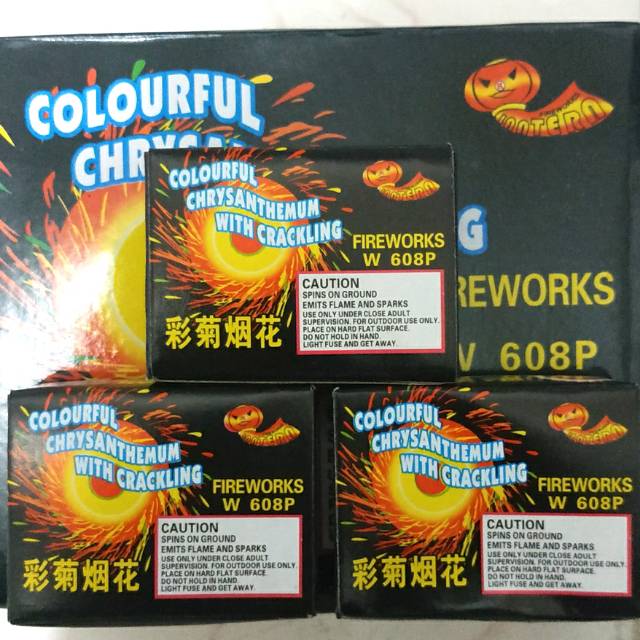 COLOURFUL
CHRYSAN
G
LANTERN
REWORKS
W 608P
COLOURFUL
CHRYSANTHEMUM
WITH CRACKLING
LANTERN
FIREWORKS
W 608P
彩菊烟花
CAUTION
SPINS ON GROUND
EMITS FLAME AND SPARKS
USE ONLY UNDER CLOSE ADULT
SUPERVISION. FOR OUTDOOR USE ONLY.
PLACE ON HARD FLAT SURFACE.
DO NOT HOLD IN HAND.
LIGHT FUSE AND GET AWAY.
COLOURFUL
CHRYSANTHEMUM
WITH CRACKLING
LANTERN
FIREWORKS
W 608P
彩菊烟花
CAUTION
SPINS ON GROUND
EMITS FLAME AND SPARKS
USE ONLY UNDER CLOSE ADULT
SUPERVISION. FOR OUTDOOR USE ONLY.
PLACE ON HARD FLAT SURFACE.
DO NOT HOLD IN HAND.
LIGHT FUSE AND GET AWAY.
COLOURFUL
CHRYSANTHEMUM
WITH CRACKLING
LANTERN
FIREWORKS
W 608P
彩菊烟花
CAUTION
SPINS ON GROUND
EMITS FLAME AND SPARKS
USE ONLY UNDER CLOSE ADULT
SUPERVISION. FOR OUTDOOR USE ONLY.
PLACE ON HARD FLAT SURFACE.
DO NOT HOLD IN HAND.
LIGHT FUSE AND GET AWAY.